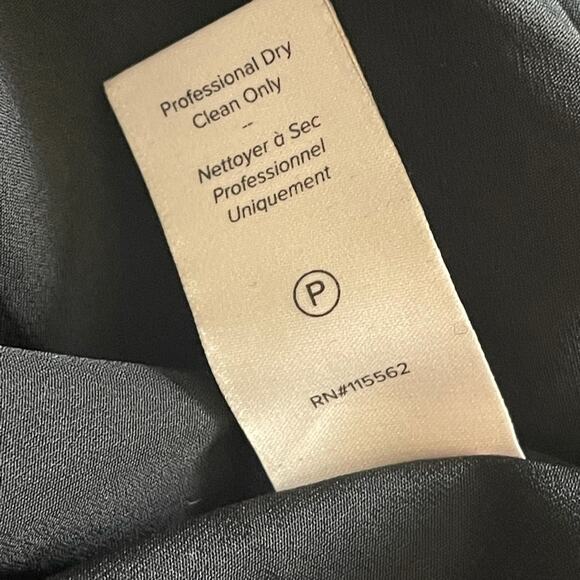 Professional Dry
Clean Only
--
Nettoyer à Sec
Professionnel
Uniquement
P
RN#115562